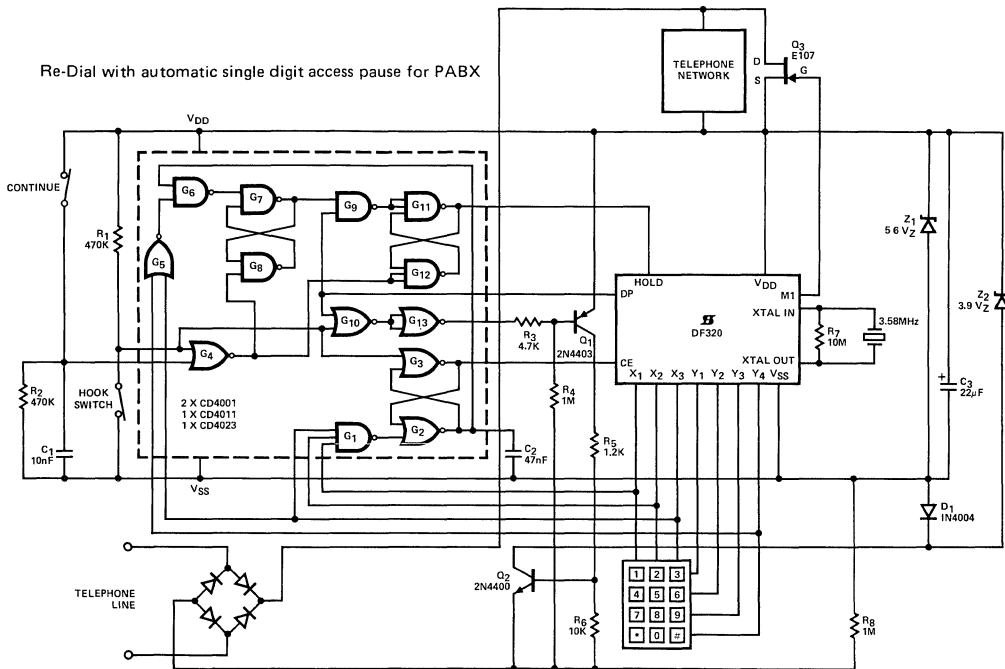 Re-Dial with automatic single digit access pause for PABX
TELEPHONE
NETWORK
Q3
E107
D
S
G
VDD
CONTINUE
R1
470K
G6
G7
G9
G11
G5
G8
G12
G10
G13
G4
G3
G1
G2
R2
470K
HOOK
SWITCH
C1
10nF
2 X CD4001
1 X CD4011
1 X CD4023
VSS
C2
47nF
R3
4.7K
R4
1M
Q1
2N4403
R5
1.2K
HOLD
VDD
M1
DP
XTAL IN
DF320
CE
XTAL OUT
X1 X2 X3 Y1 Y2 Y3 Y4 VSS
R7
10M
3.58MHz
Z1
5 6 VZ
Z2
3.9 VZ
+
C3
22µF
D1
IN4004
TELEPHONE
LINE
Q2
2N4400
R6
10K
1 2 3
4 5 6
7 8 9
* 0 #
R8
1M